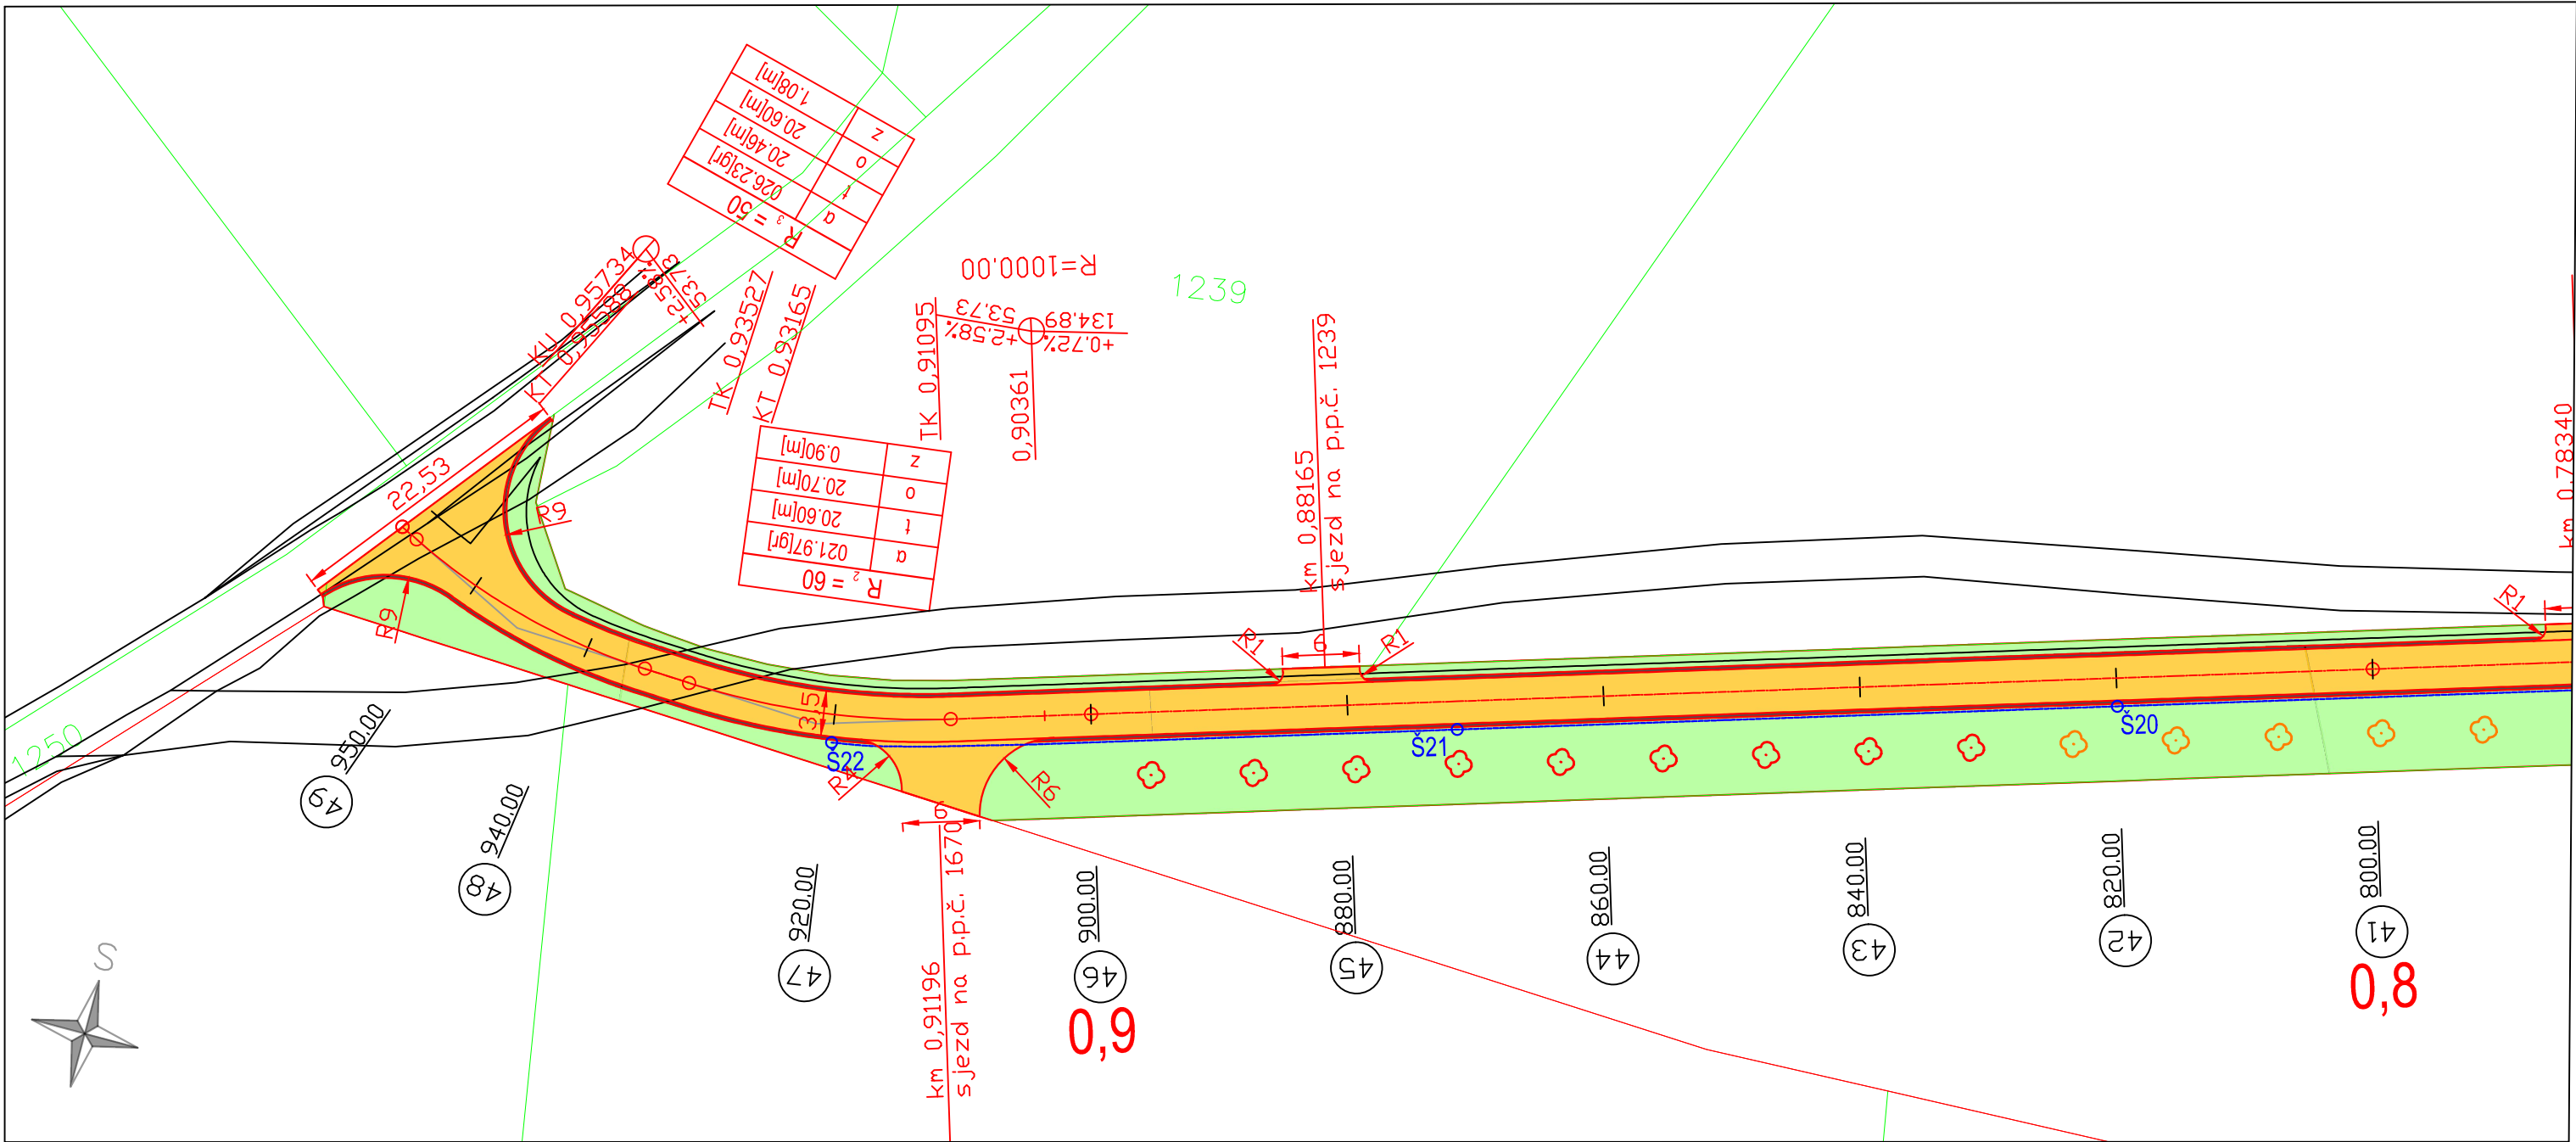 1.08[m] z
20.60[m] o
20.46[m] t
026.23[gr] α
R₃ = 50
KÚ 0,95734
KT 0,95588
+2.58%
53.73
TK 0,93527
KT 0,93165
TK 0,91095
R=1000.00
+2.58%
53.73
+0.72%
134.89
0,90361
1239
km 0,88165
sjezd na p.p.č. 1239
km 0,78340
0.90[m] z
20.70[m] o
20.60[m] t
021.97[gr] α
R₂ = 60
22,53
R9
R9
R1
6
R1
R1
3,5
Š22
R4
R6
6
Š21
Š20
1250
49 950.00
48 940.00
47 920.00
km 0,91196
sjezd na p.p.č. 1670
46 900.00
0,9
45 880.00
44 860.00
43 840.00
42 820.00
41 800.00
0,8
S